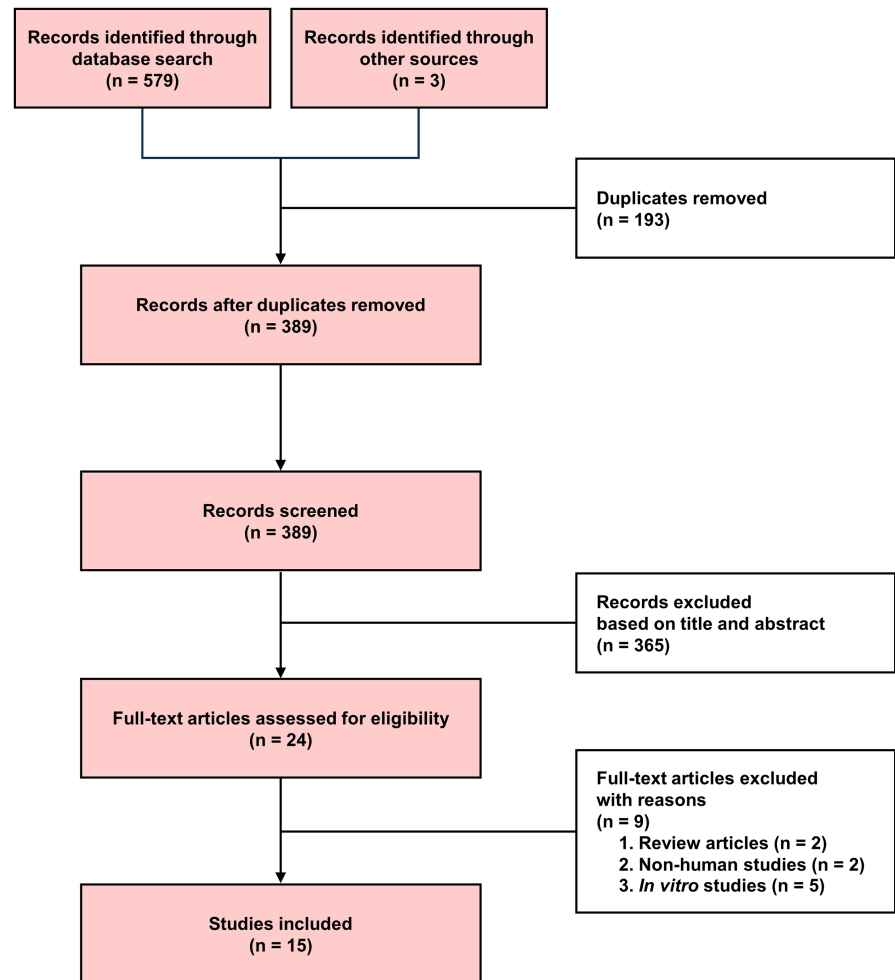 Records identified through
database search
(n = 579)
Records identified through
other sources
(n = 3)
Duplicates removed
(n = 193)
Records after duplicates removed
(n = 389)
Records screened
(n = 389)
Records excluded
based on title and abstract
(n = 365)
Full-text articles assessed for eligibility
(n = 24)
Full-text articles excluded
with reasons
(n = 9)
1. Review articles (n = 2)
2. Non-human studies (n = 2)
3. In vitro studies (n = 5)
Studies included
(n = 15)